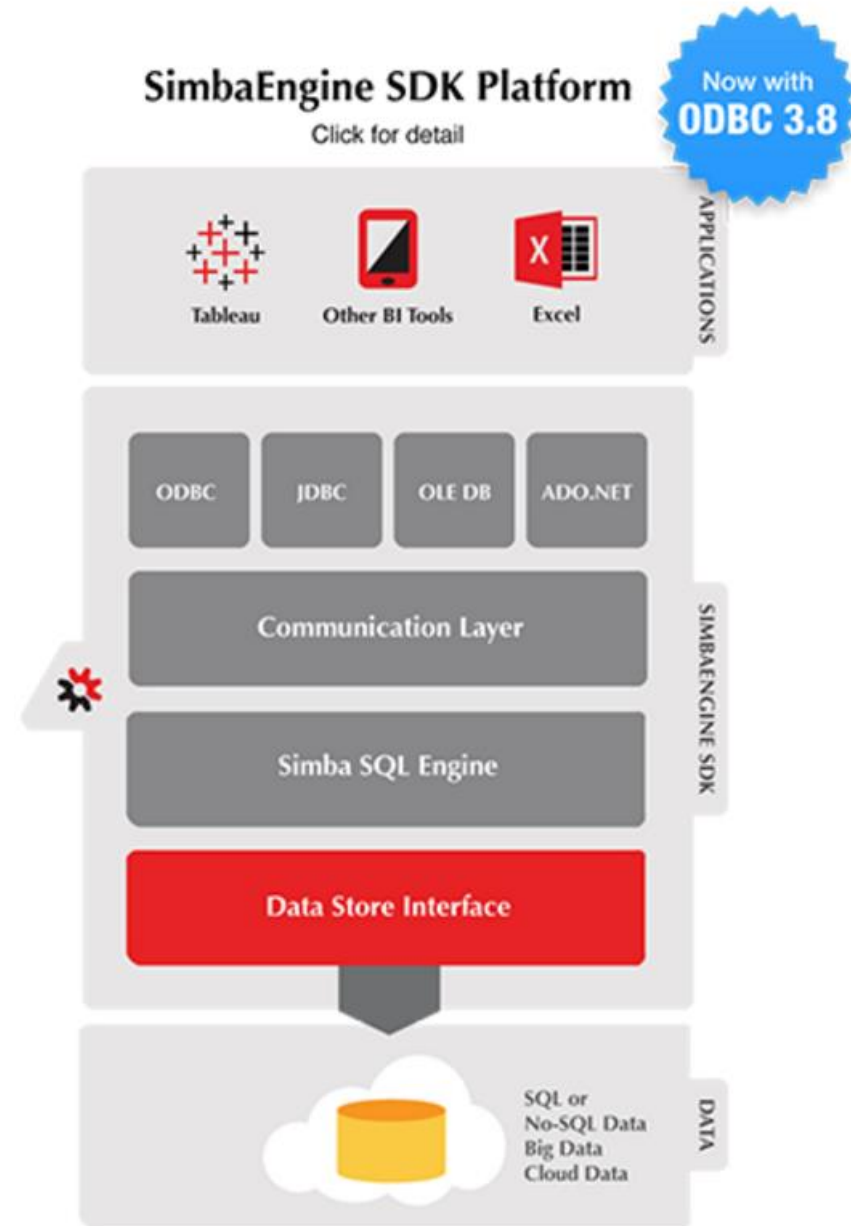 SimbaEngine SDK Platform
Click for detail
Now with
ODBC 3.8
APPLICATIONS
Tableau
Other BI Tools
X
Excel
SIMBAENGINE SDK
ODBC
JDBC
OLE DB
ADO.NET
Communication Layer
Simba SQL Engine
Data Store Interface
DATA
SQL or
No-SQL Data
Big Data
Cloud Data